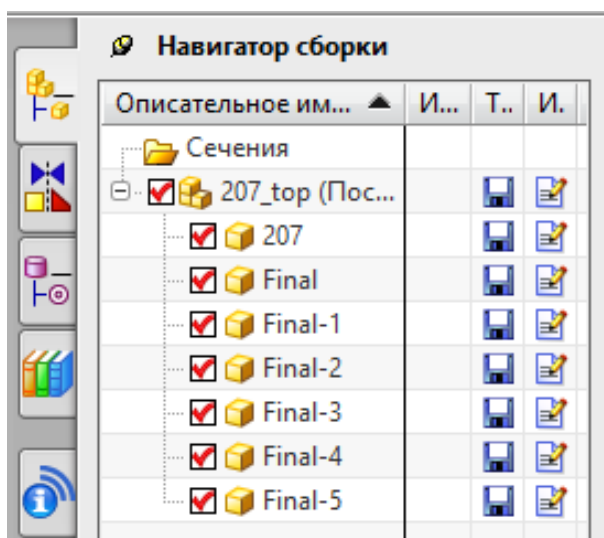 Навигатор сборки
Описательное им... И... Т.. И.
Сечения
207_top (Пос...
207
Final
Final-1
Final-2
Final-3
Final-4
Final-5